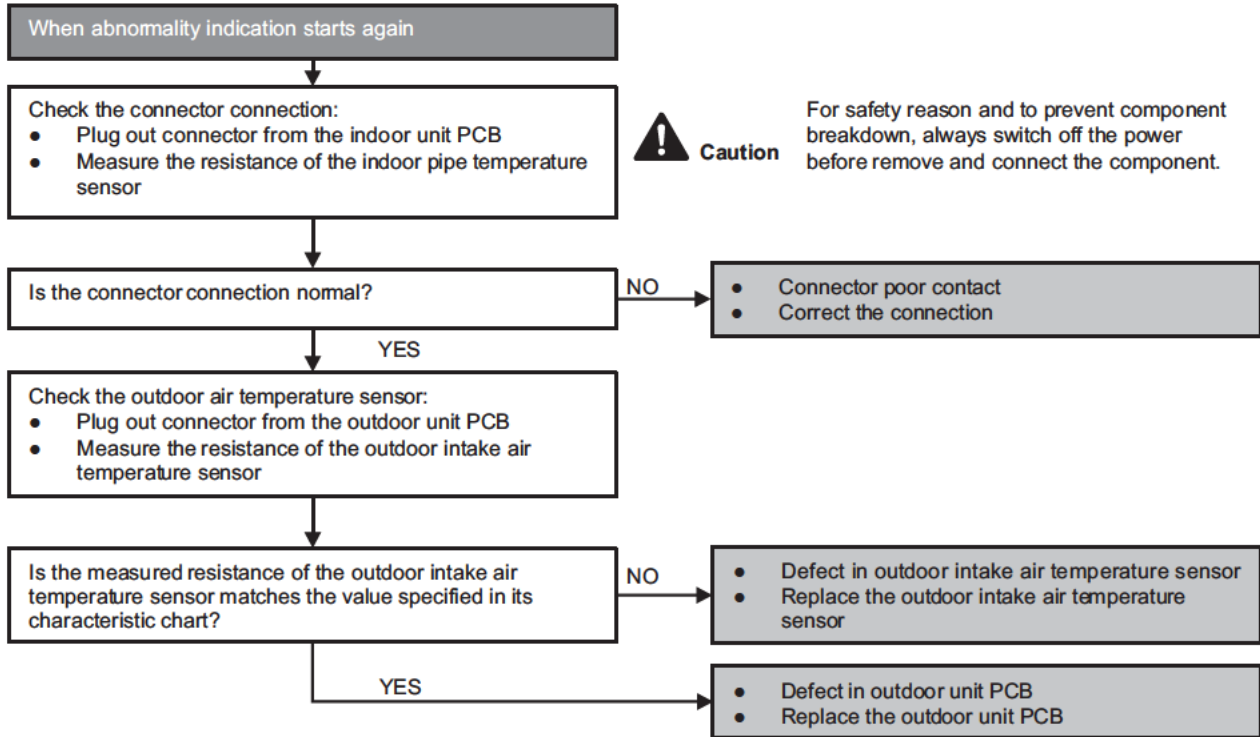 When abnormality indication starts again
Check the connector connection:
● Plug out connector from the indoor unit PCB
● Measure the resistance of the indoor pipe temperature
sensor
Caution
For safety reason and to prevent component
breakdown, always switch off the power
before remove and connect the component.
Is the connector connection normal?
NO
● Connector poor contact
● Correct the connection
YES
Check the outdoor air temperature sensor:
● Plug out connector from the outdoor unit PCB
● Measure the resistance of the outdoor intake air
temperature sensor
Is the measured resistance of the outdoor intake air
temperature sensor matches the value specified in its
characteristic chart?
NO
● Defect in outdoor intake air temperature sensor
● Replace the outdoor intake air temperature
sensor
YES
● Defect in outdoor unit PCB
● Replace the outdoor unit PCB